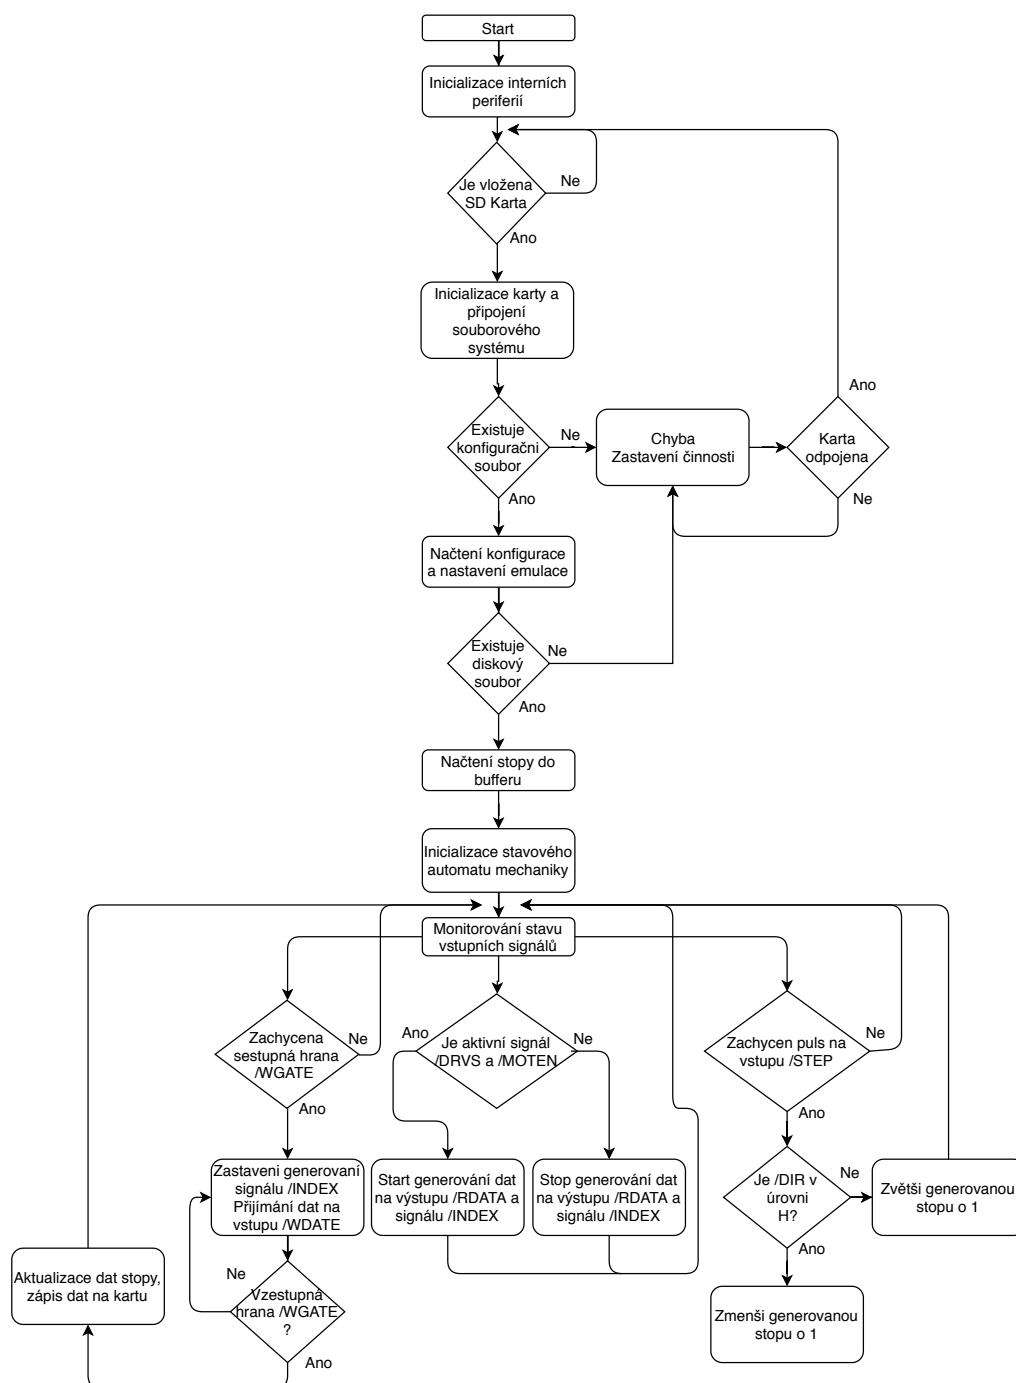 Start
Inicializace interních
periferií
Je vložena
SD Karta
Ne
Ano
Inicializace karty a
připojení
souborového
systému
Existuje
konfigurační
soubor
Ne
Ano
Chyba
Zastavení činnosti
Karta
odpojena
Ano
Ne
Načtení konfigurace
a nastavení emulace
Existuje
diskový
soubor
Ne
Ano
Načtení stopy do
bufferu
Inicializace stavového
automatu mechaniky
Monitorování stavu
vstupních signálů
Zachycena
sestupná hrana
/WGATE
Ne
Ano
Je aktivní signál
/DRVS a /MOTEN
Ano
Ne
Zachycen puls na
vstupu /STEP
Ne
Ano
Zastaveni generovaní
signálu /INDEX
Přijímání dat na
vstupu /WDATE
Start generování dat
na výstupu /RDATA a
signálu /INDEX
Stop generování dat
na výstupu /RDATA a
signálu /INDEX
Je /DIR v
úrovni
H?
Ne
Ano
Zvětši generovanou
stopu o 1
Aktualizace dat stopy,
zápis dat na kartu
Vzestupná
hrana /WGATE
?
Ne
Ano
Zmenši generovanou
stopu o 1